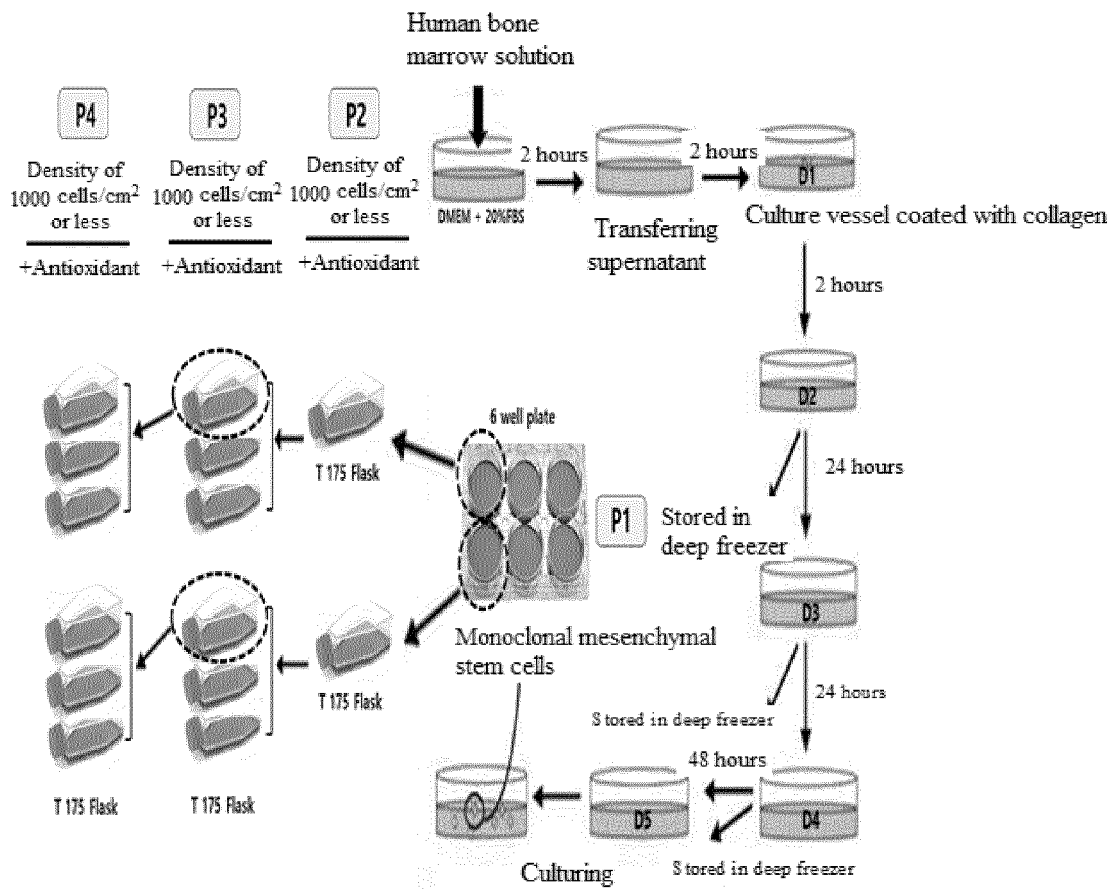 Human bone
marrow solution
P4
P3
P2
Density of
1000 cells/cm²
or less
+Antioxidant
Density of
1000 cells/cm²
or less
+Antioxidant
Density of
1000 cells/cm²
or less
+Antioxidant
DMEM + 20%FBS
2 hours
Transferring
supernatant
2 hours
D1
Culture vessel coated with collagen
2 hours
D2
24 hours
Stored in
deep freezer
D3
24 hours
Stored in deep freezer
D4
48 hours
Stored in deep freezer
D5
Culturing
Monoclonal mesenchymal
stem cells
6 well plate
P1
T 175 Flask
T 175 Flask
T 175 Flask
T 175 Flask